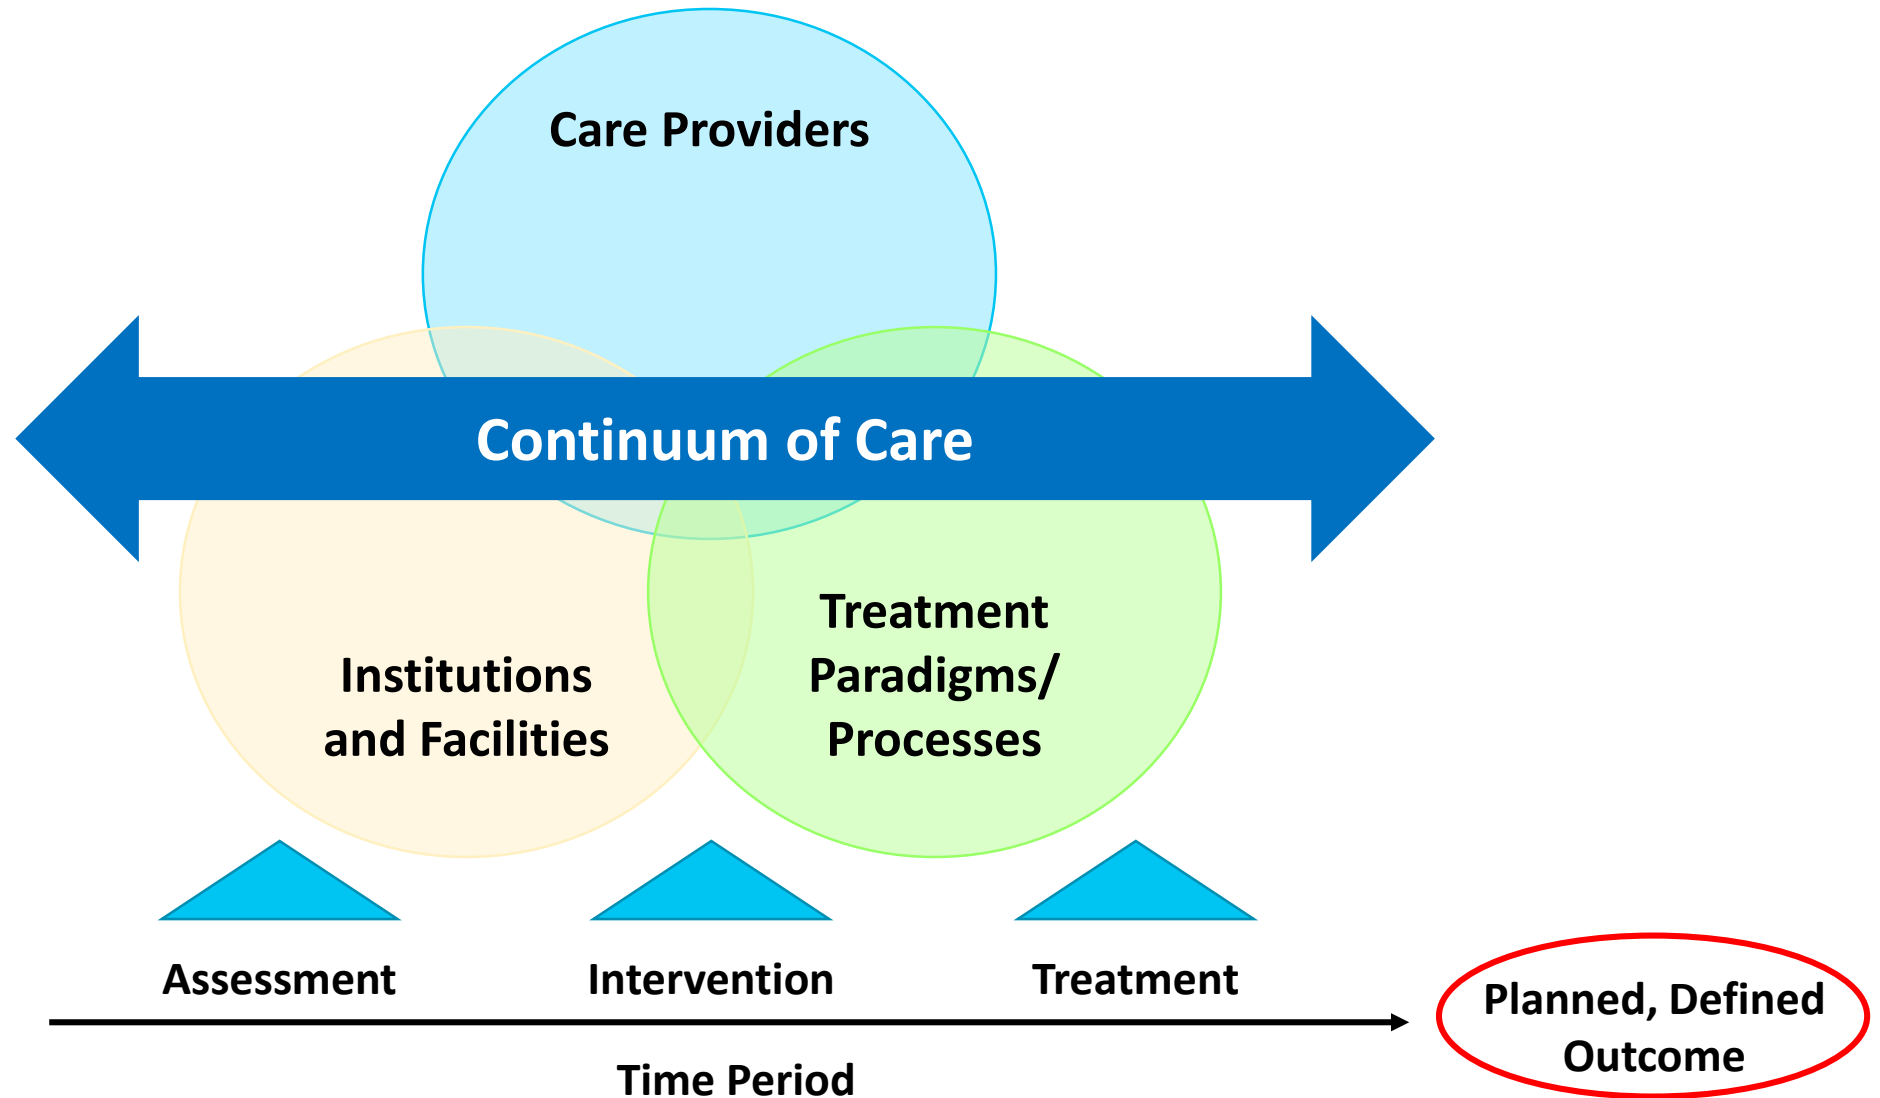 Care Providers
Continuum of Care
Institutions
and Facilities
Treatment
Paradigms/
Processes
Assessment
Intervention
Treatment
Time Period
Planned, Defined
Outcome